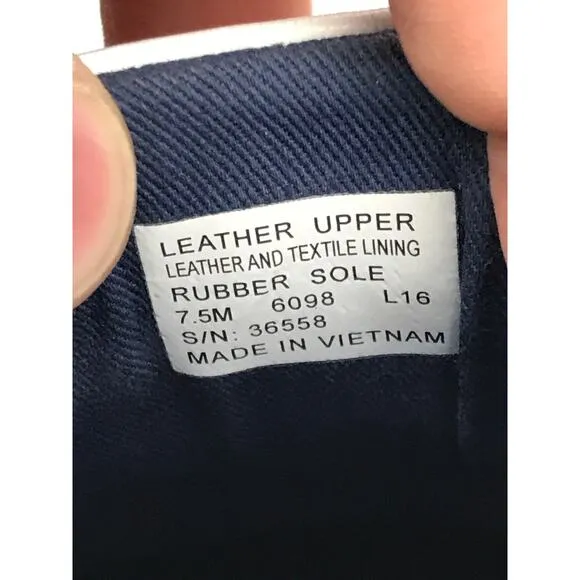 LEATHER UPPER
LEATHER AND TEXTILE LINING
RUBBER SOLE
7.5M 6098 L16
S/N: 36558
MADE IN VIETNAM